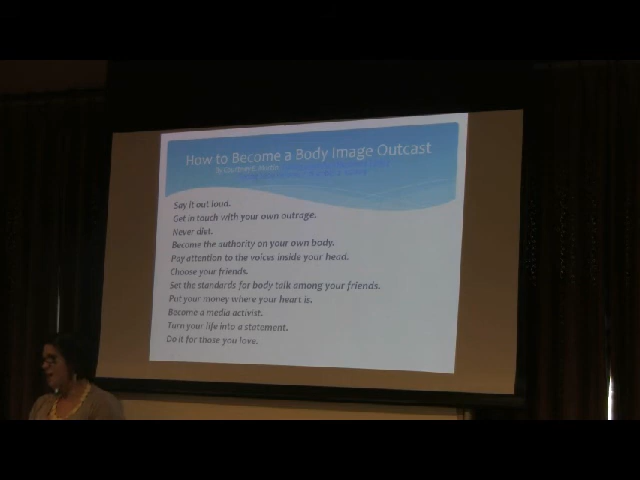 How to Become a Body Image Outcast
By Courtney E. Martin
Say it out loud.
Get in touch with your own outrage.
Never diet.
Become the authority on your own body.
Pay attention to the voices inside your head.
Choose your friends.
Set the standards for body talk among your friends.
Put your money where your heart is.
Become a media activist.
Turn your life into a statement.
Do it for those you love.